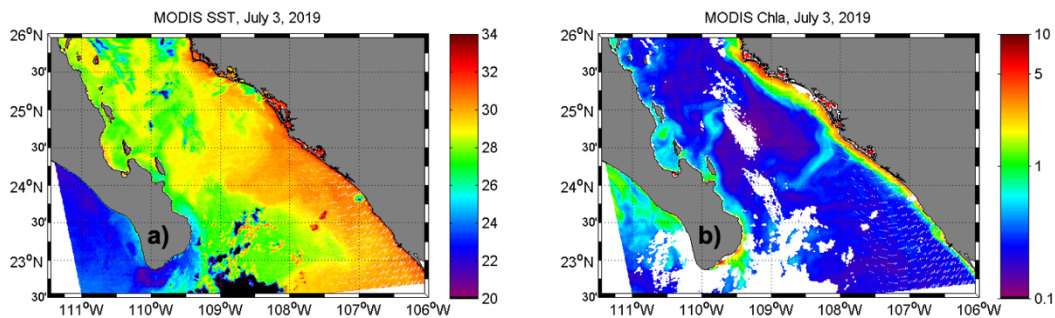 MODIS SST, July 3, 2019
26°N
30'
25°N
30'
24°N
30'
23°N
30'
a)
111°W 110°W 109°W 108°W 107°W 106°W
34
32
30
28
26
24
22
20
MODIS Chla, July 3, 2019
26°N
30'
25°N
30'
24°N
30'
23°N
30'
b)
111°W 110°W 109°W 108°W 107°W 106°W
10
5
1
0.1